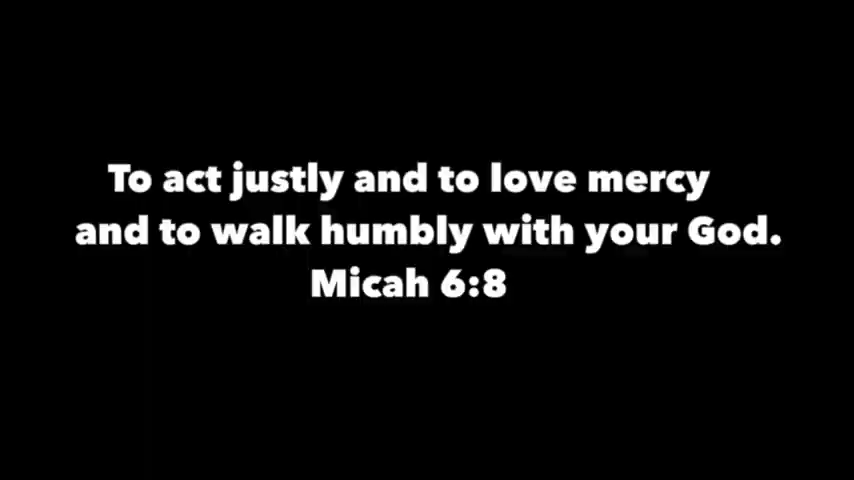 To act justly and to love mercy
and to walk humbly with your God.
Micah 6:8